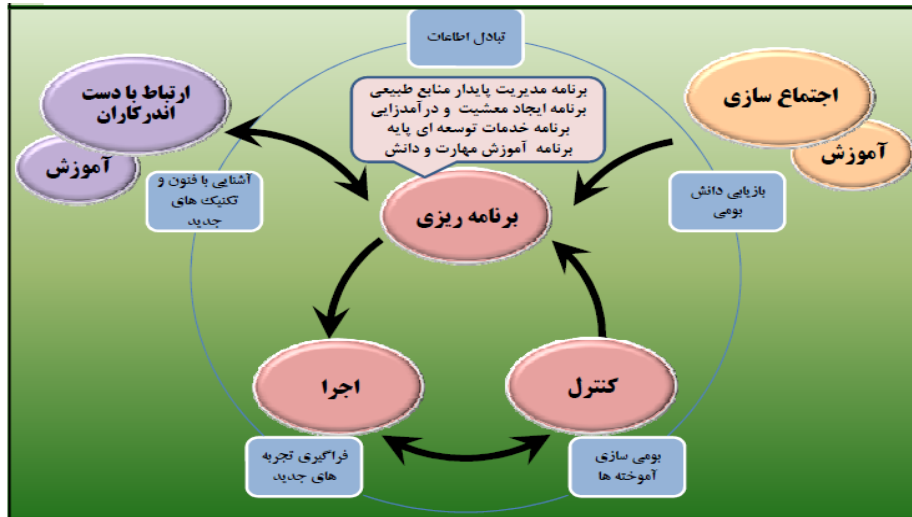 تبادل اطاعات
ارتباط با دست
اندرکاران
آموزش
برنامه مدیریت پایدار منابع طبیعی
برنامه ایجاد معشیت و درآمدزایی
برنامه خدمات توسعه ای پایه
برنامه آموزش مهارت و دانش
اجتماع سازی
آموزش
آشنایی با فنون و
تکنیک های
جدید
برنامه ریزی
بازیابی دانش
بومی
اجرا
کنترل
فراگیری تجربه
های جدید
بومی سازی
آموخته ها